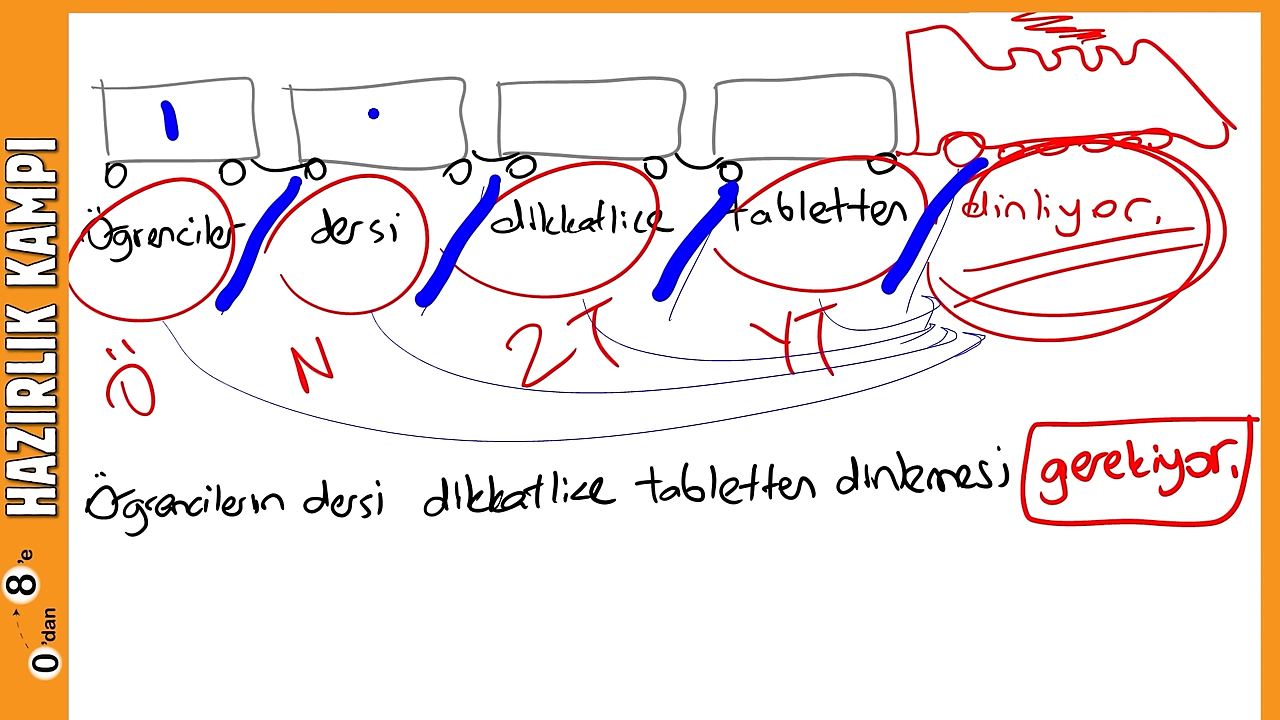 HAZIRLIK KAMPI
0'dan 8'e
Öğrenciler dersi dikkatlice tabletten dinliyor.
Ö N ZT YT
Öğrencilerin dersi dikkatlice tabletten dinlemesi gerekiyor.